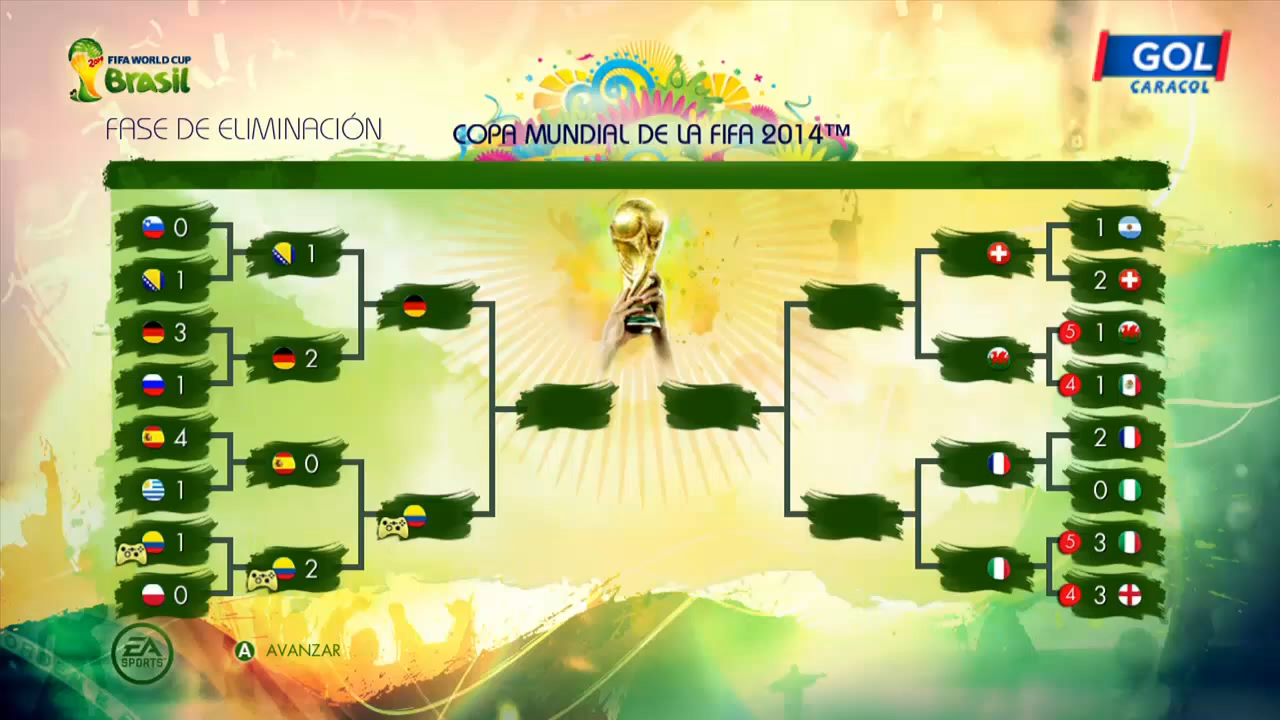 2014
FIFA WORLD CUP
Brasil
GOL
CARACOL
FASE DE ELIMINACIÓN
COPA MUNDIAL DE LA FIFA 2014™
0
1
3
1
4
1
1
0
1
2
0
2
1
2
5 1
4 1
2
0
5 3
4 3
EA
SPORTS™
A AVANZAR